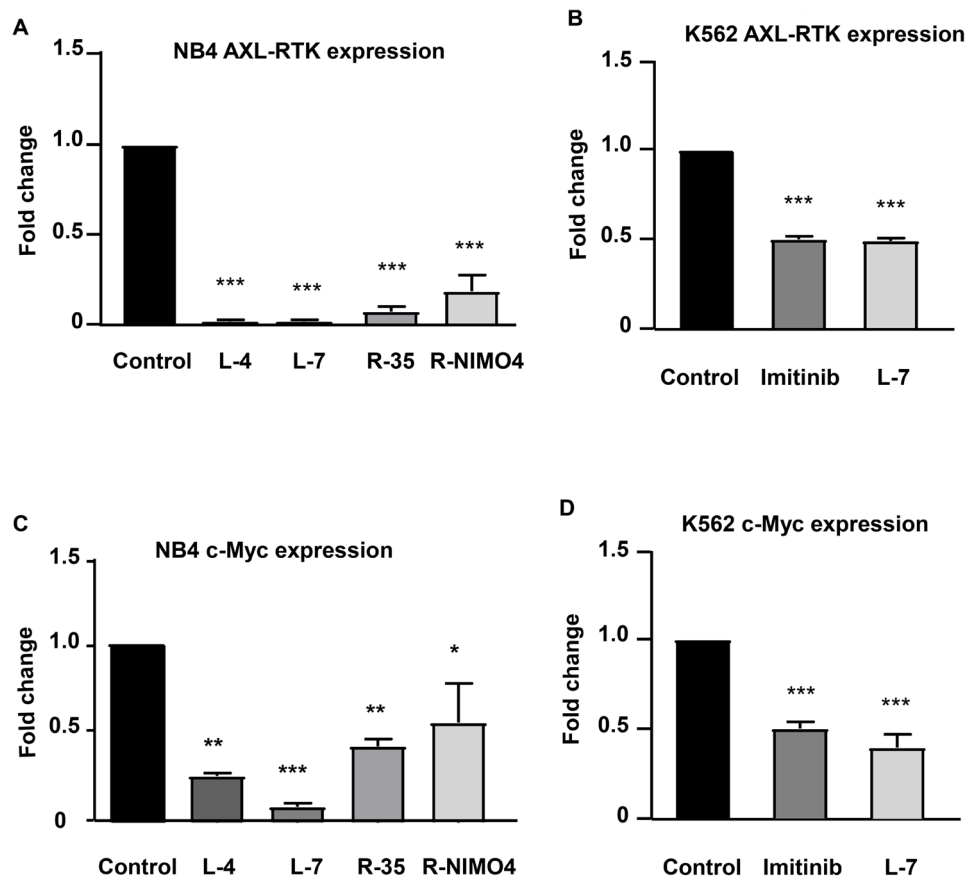 A
NB4 AXL-RTK expression
Fold change
1.5
1.0
0.5
0
***
***
***
***
Control L-4 L-7 R-35 R-NIMO4
B
K562 AXL-RTK expression
Fold change
1.5
1.0
0.5
0
***
***
Control Imitinib L-7
C
NB4 c-Myc expression
Fold change
1.5
1.0
0.5
0
**
***
**
*
Control L-4 L-7 R-35 R-NIMO4
D
K562 c-Myc expression
Fold change
1.5
1.0
0.5
0
***
***
Control Imitinib L-7